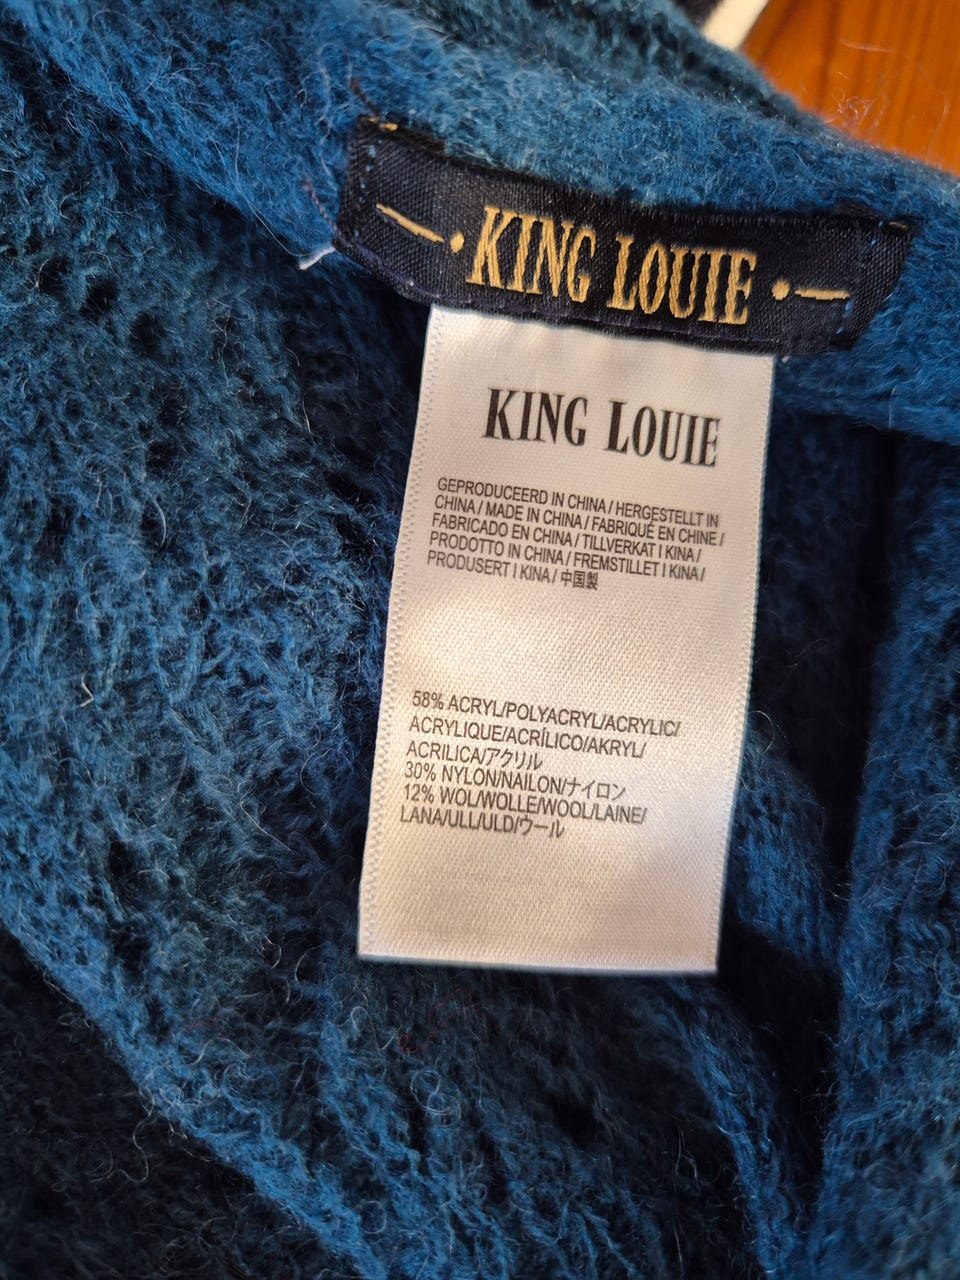 KING LOUIE
KING LOUIE
GEPRODUCEERD IN CHINA / HERGESTELLT IN
CHINA / MADE IN CHINA / FABRIQUÉ EN CHINE /
FABRICADO EN CHINA / TILLVERKAT I KINA /
PRODOTTO IN CHINA / FREMSTILLET I KINA /
PRODUSERT I KINA / 中国製
58% ACRYL/POLYACRYL/ACRYLIC/
ACRYLIQUE/ACRÍLICO/AKRYL/
ACRILICA/アクリル
30% NYLON/NAILON/ナイロン
12% WOL/WOLLE/WOOL/LAINE/
LANA/ULL/ULD/ウール